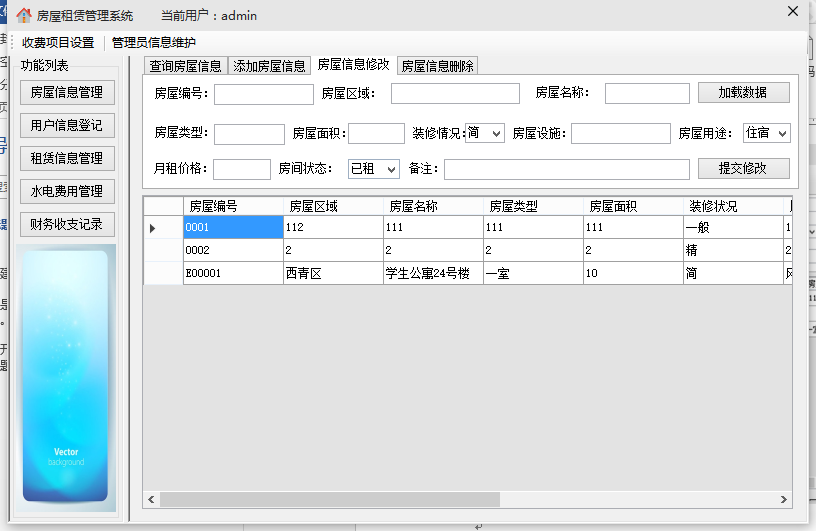 房屋租赁管理系统 当前用户：admin
收费项目设置 管理员信息维护
功能列表
房屋信息管理
用户信息登记
租赁信息管理
水电费用管理
财务收支记录
Vector
background
查询房屋信息 添加房屋信息 房屋信息修改 房屋信息删除
房屋编号： 房屋区域： 房屋名称： 加载数据
房屋类型： 房屋面积： 装修情况： 简 房屋设施： 房屋用途： 住宿
月租价格： 房间状态： 已租 备注： 提交修改
房屋编号 房屋区域 房屋名称 房屋类型 房屋面积 装修状况
0001 112 111 111 111 一般 1
0002 2 2 2 2 精 2
E00001 西青区 学生公寓24号楼 一室 10 简